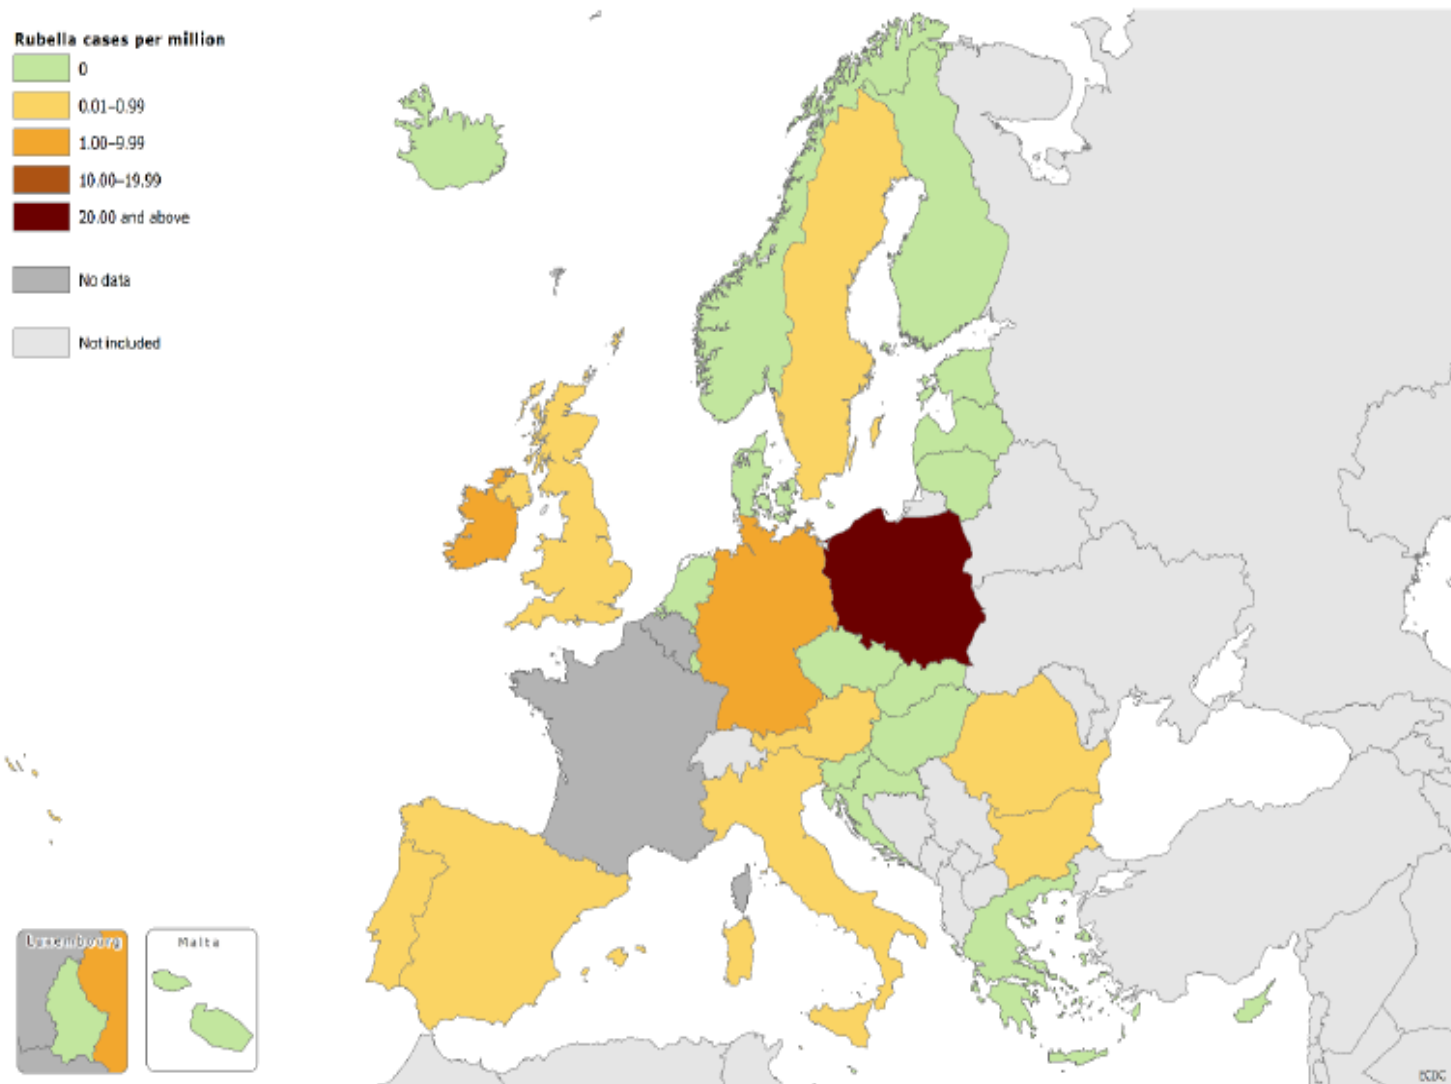 Rubella cases per million
0
0.01–0.99
1.00–9.99
10.00–19.99
20.00 and above
No data
Not included
Luxembourg
Malta
ECDC